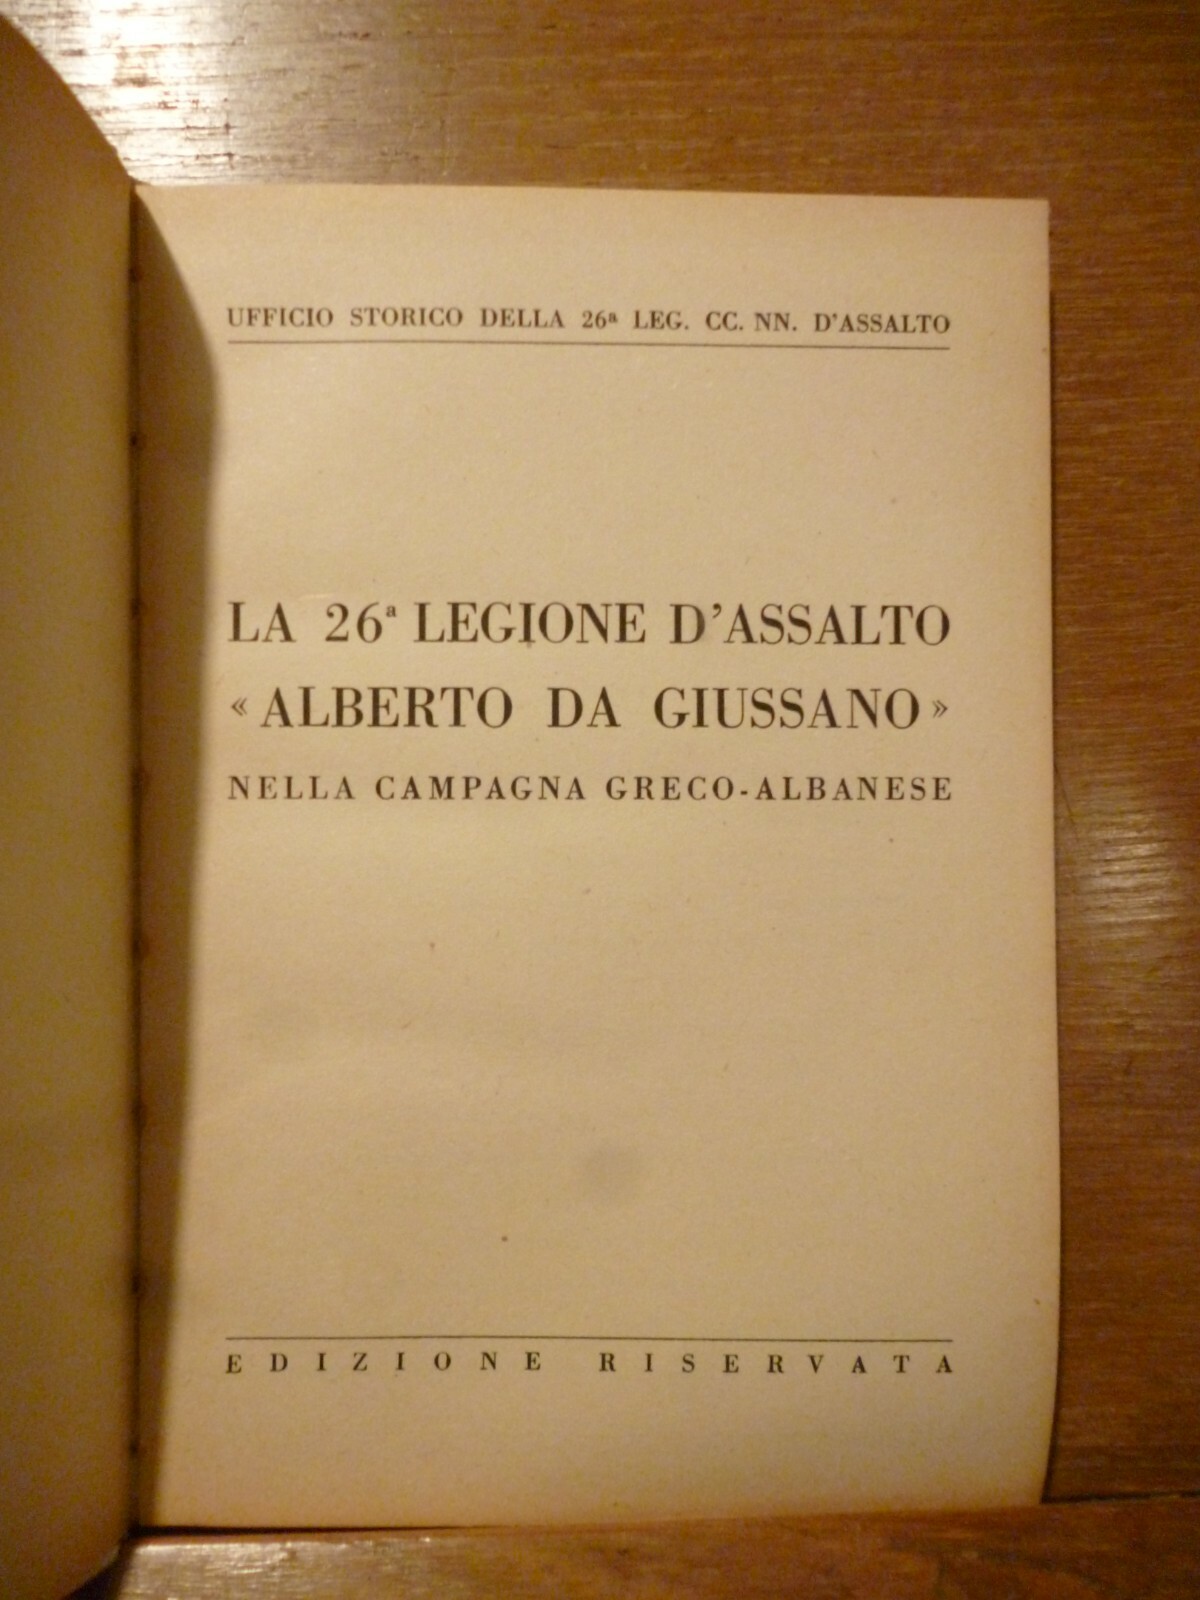 UFFICIO STORICO DELLA 26ª LEG. CC. NN. D'ASSALTO
LA 26ª LEGIONE D'ASSALTO
« ALBERTO DA GIUSSANO »
NELLA CAMPAGNA GRECO-ALBANESE
EDIZIONE RISERVATA